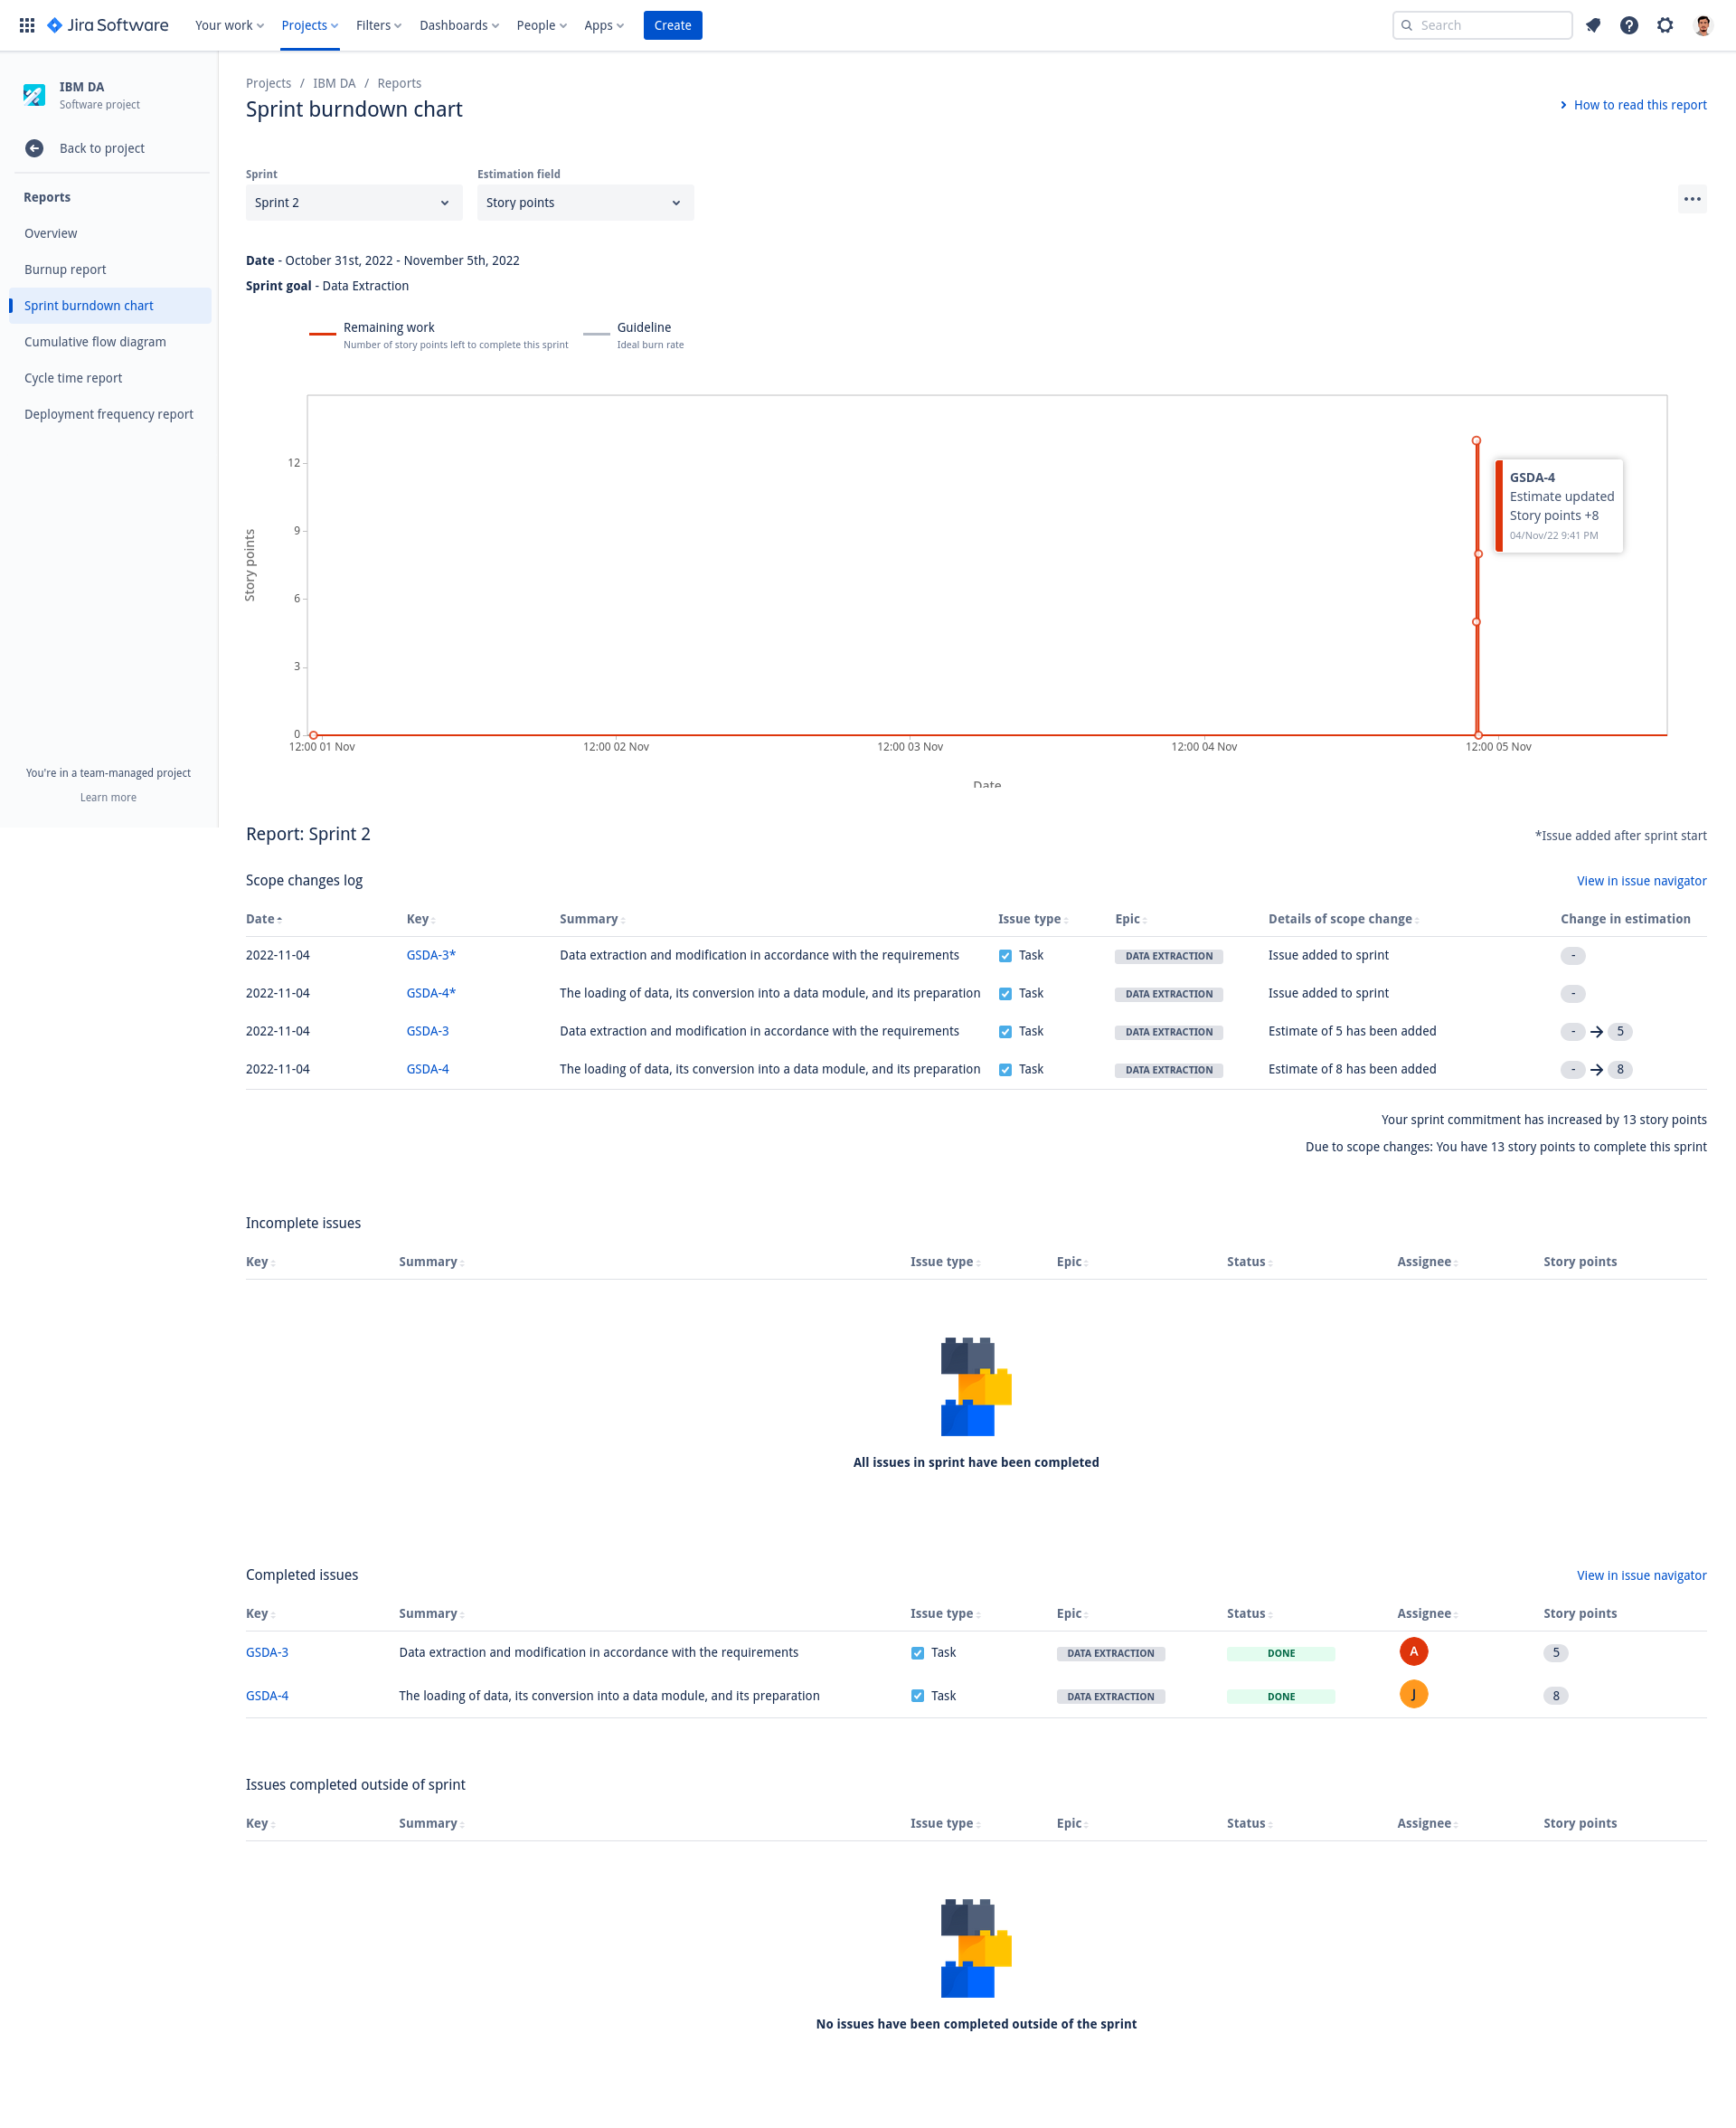 Jira Software Your work Projects Filters Dashboards People Apps Create Search
IBM DA
Software project
Back to project
Reports
Overview
Burnup report
Sprint burndown chart
Cumulative flow diagram
Cycle time report
Deployment frequency report
You're in a team-managed project
Learn more
Projects / IBM DA / Reports
Sprint burndown chart
How to read this report
Sprint Estimation field
Sprint 2 Story points
Date - October 31st, 2022 - November 5th, 2022
Sprint goal - Data Extraction
Remaining work Guideline
Number of story points left to complete this sprint Ideal burn rate
12
9
6
3
0
Story points
GSDA-4
Estimate updated
Story points +8
04/Nov/22 9:41 PM
12:00 01 Nov 12:00 02 Nov 12:00 03 Nov 12:00 04 Nov 12:00 05 Nov
Date
Report: Sprint 2 *Issue added after sprint start
Scope changes log View in issue navigator
Date Key Summary Issue type Epic Details of scope change Change in estimation
2022-11-04 GSDA-3* Data extraction and modification in accordance with the requirements Task DATA EXTRACTION Issue added to sprint -
2022-11-04 GSDA-4* The loading of data, its conversion into a data module, and its preparation Task DATA EXTRACTION Issue added to sprint -
2022-11-04 GSDA-3 Data extraction and modification in accordance with the requirements Task DATA EXTRACTION Estimate of 5 has been added - → 5
2022-11-04 GSDA-4 The loading of data, its conversion into a data module, and its preparation Task DATA EXTRACTION Estimate of 8 has been added - → 8
Your sprint commitment has increased by 13 story points
Due to scope changes: You have 13 story points to complete this sprint
Incomplete issues
Key Summary Issue type Epic Status Assignee Story points
All issues in sprint have been completed
Completed issues View in issue navigator
Key Summary Issue type Epic Status Assignee Story points
GSDA-3 Data extraction and modification in accordance with the requirements Task DATA EXTRACTION DONE A 5
GSDA-4 The loading of data, its conversion into a data module, and its preparation Task DATA EXTRACTION DONE J 8
Issues completed outside of sprint
Key Summary Issue type Epic Status Assignee Story points
No issues have been completed outside of the sprint